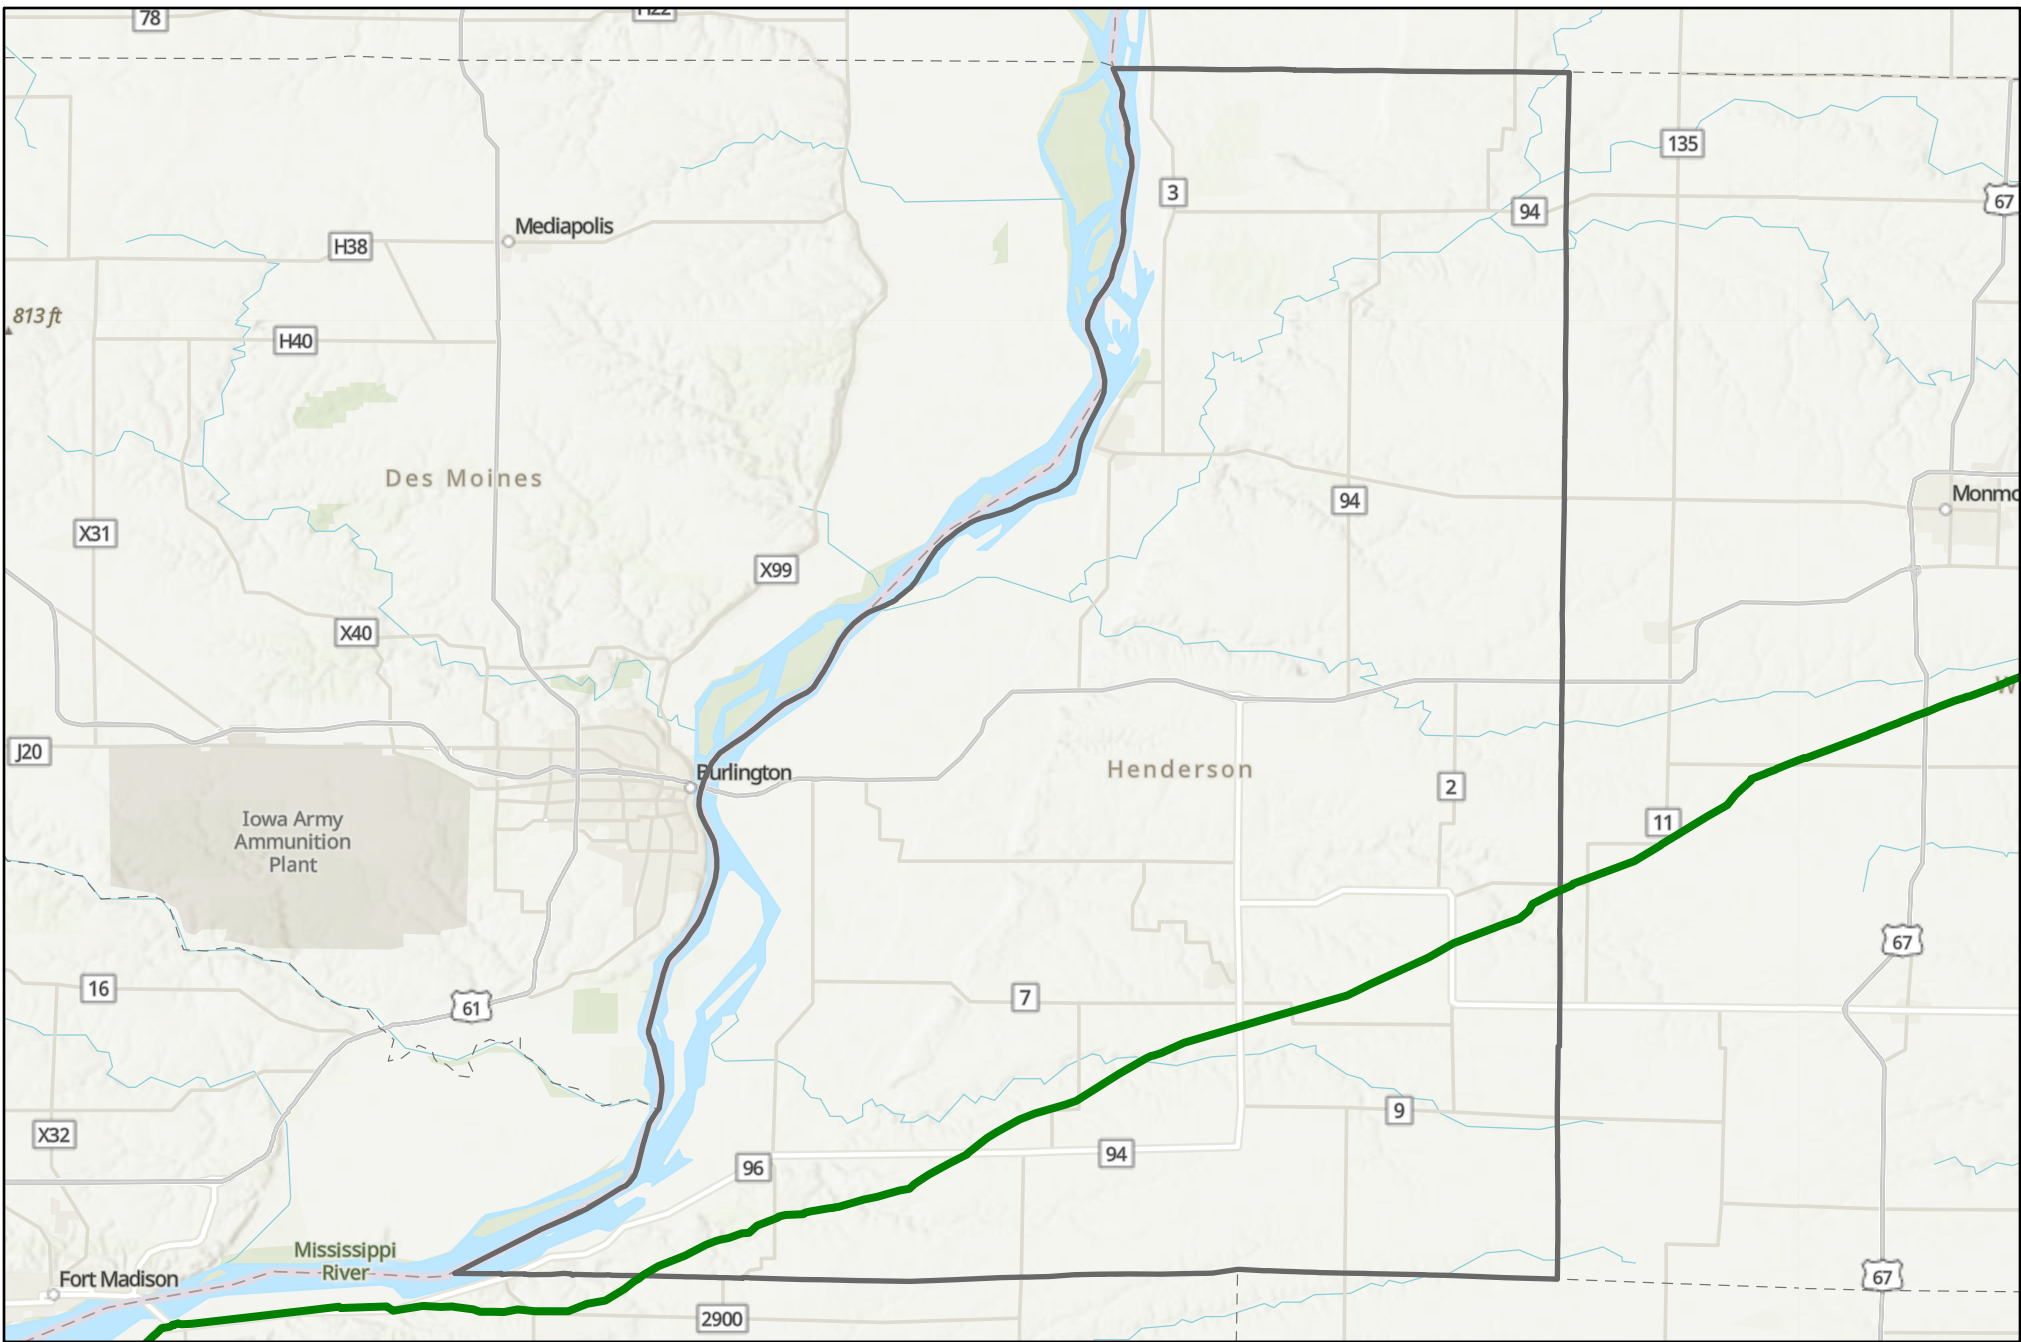 78
H22
Mediapolis
3
135
94
67
H38
813 ft
H40
Des Moines
94
Monmo
X31
X99
X40
W
J20
Burlington
Henderson
2
Iowa Army
Ammunition
Plant
11
67
16
61
7
X32
9
96
94
Mississippi
River
Fort Madison
67
2900